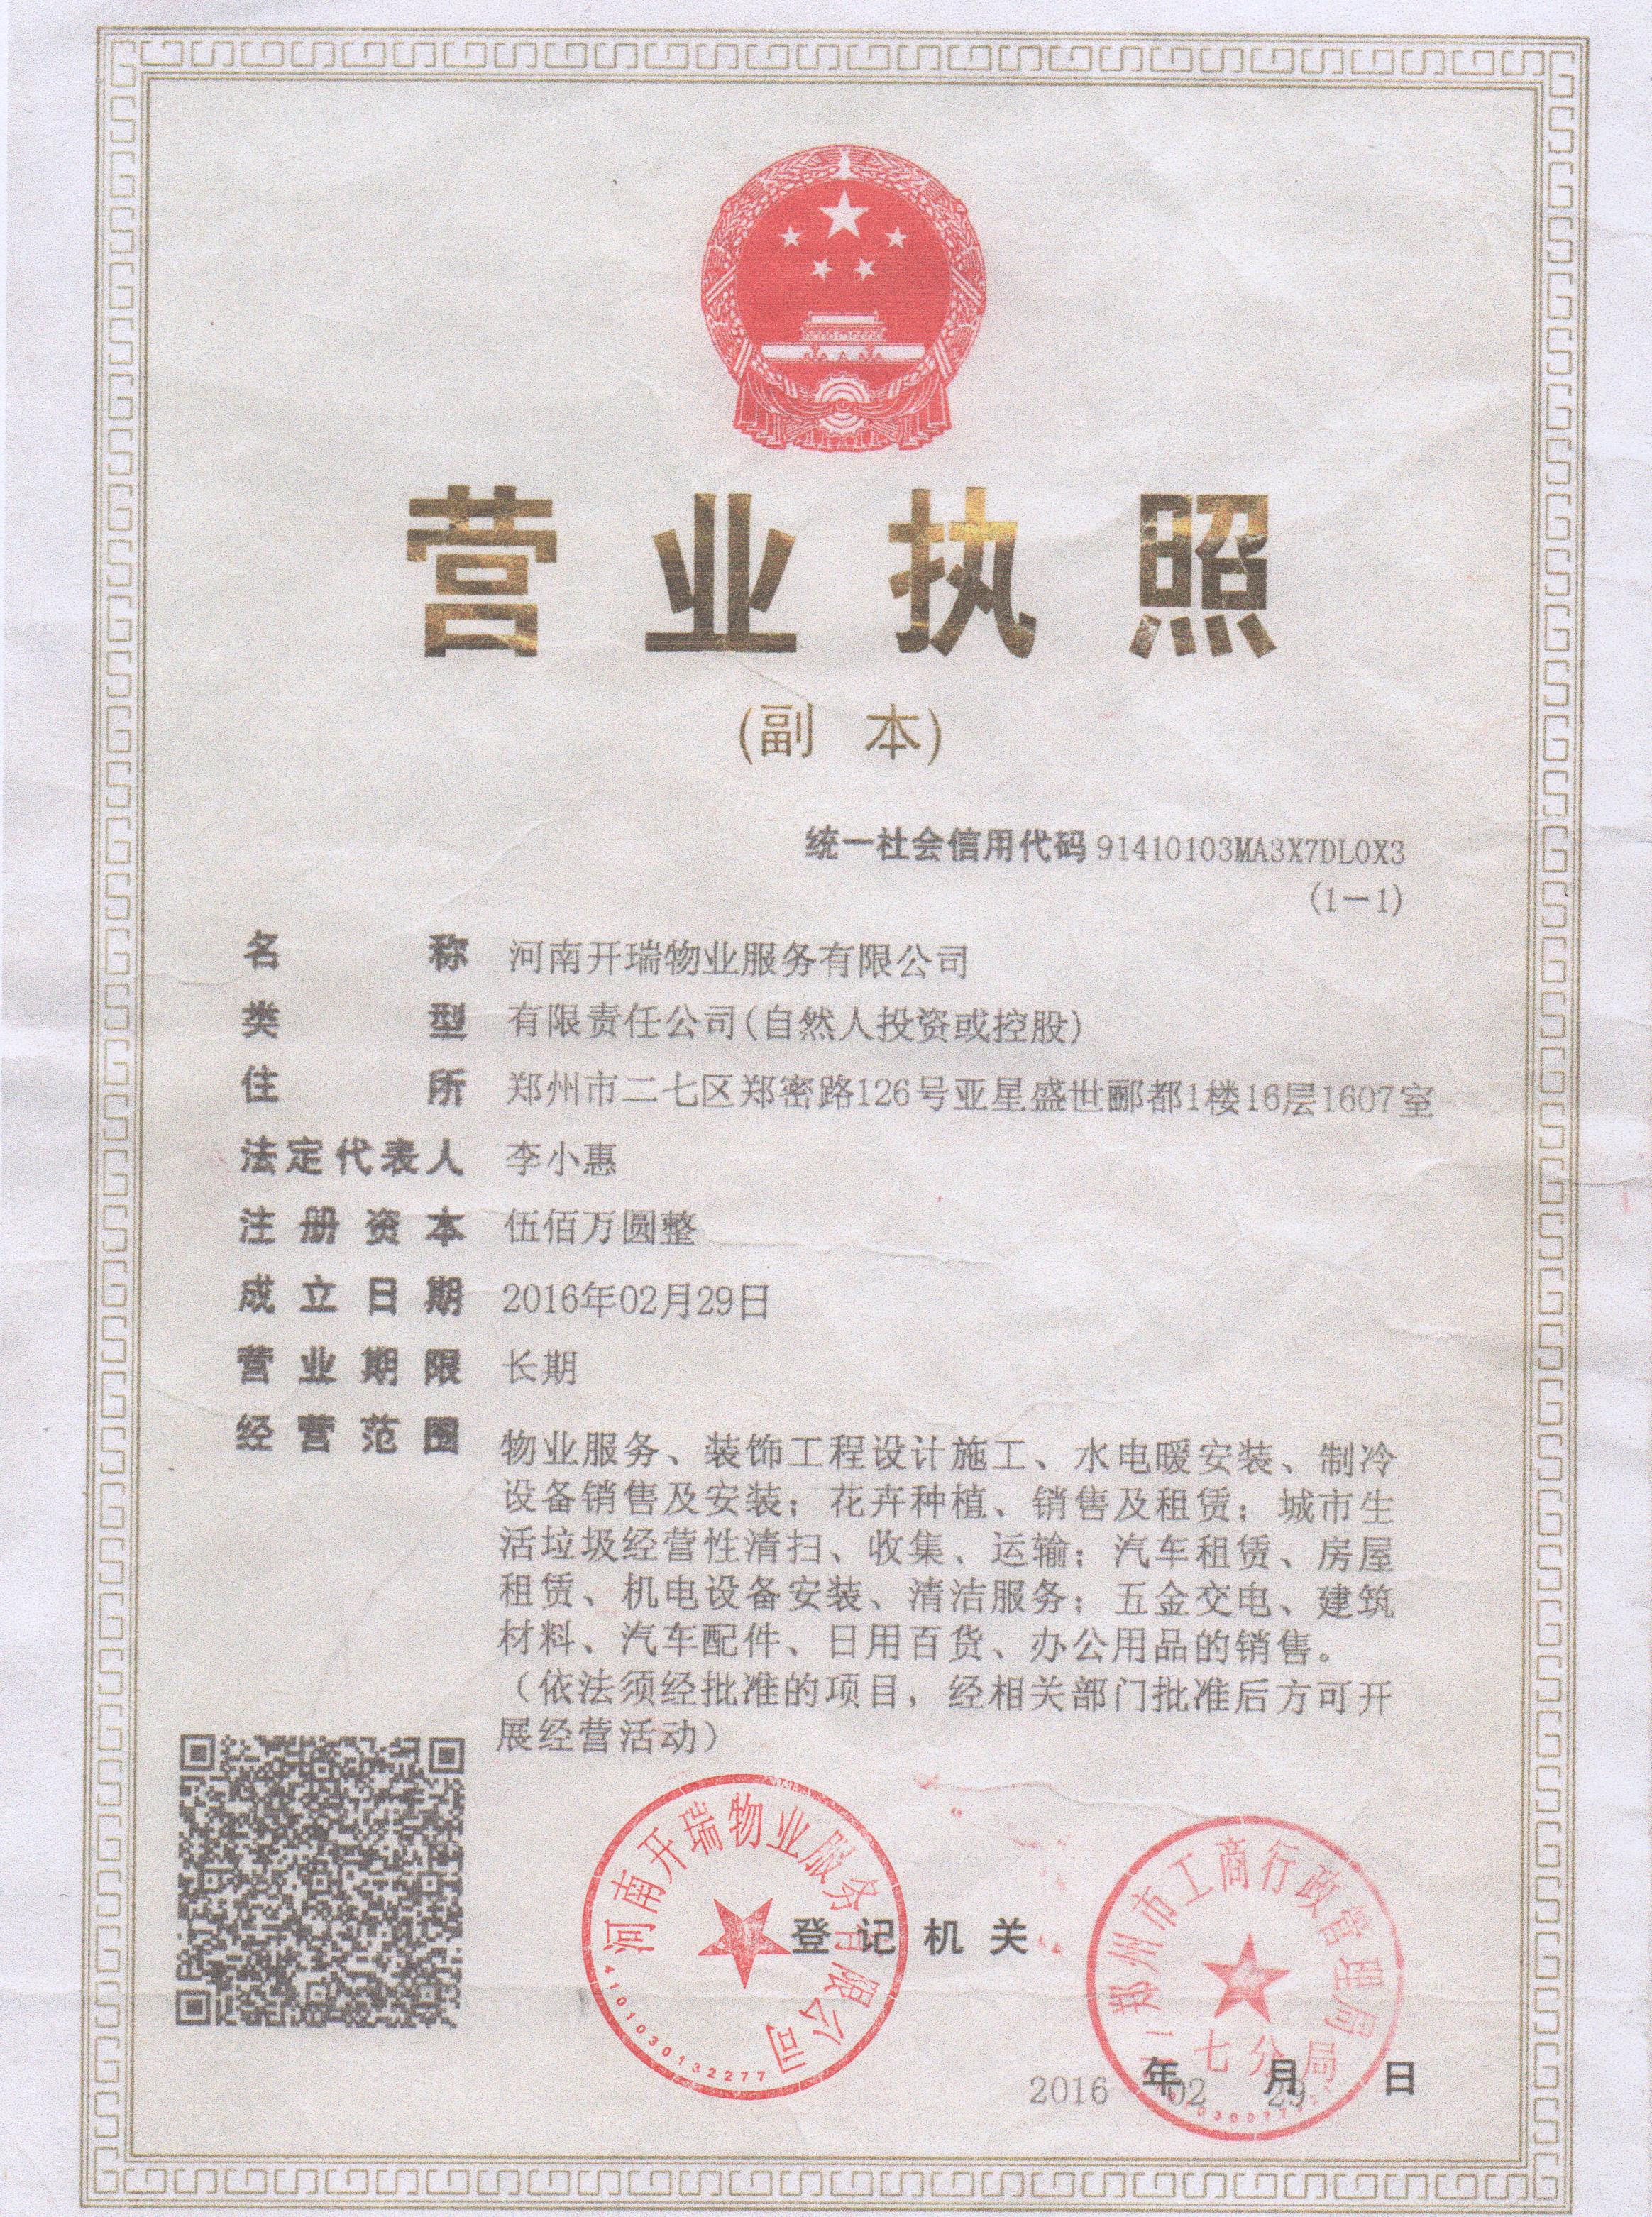 营业执照
(副 本)
统一社会信用代码 91410103MA3X7DL0X3
(1-1)
名 称 河南开瑞物业服务有限公司
类 型 有限责任公司(自然人投资或控股)
住 所 郑州市二七区郑密路126号亚星盛世郦都1楼16层1607室
法定代表人 李小惠
注册资本 伍佰万圆整
成立日期 2016年02月29日
营业期限 长期
经营范围 物业服务、装饰工程设计施工、水电暖安装、制冷
设备销售及安装；花卉种植、销售及租赁；城市生
活垃圾经营性清扫、收集、运输；汽车租赁、房屋
租赁、机电设备安装、清洁服务；五金交电、建筑
材料、汽车配件、日用百货、办公用品的销售。
（依法须经批准的项目，经相关部门批准后方可开
展经营活动）
河南开瑞物业服务有限公司
4101030132277
登记机关
郑州市工商行政管理局
二七分局
2016 年 02 月 29 日